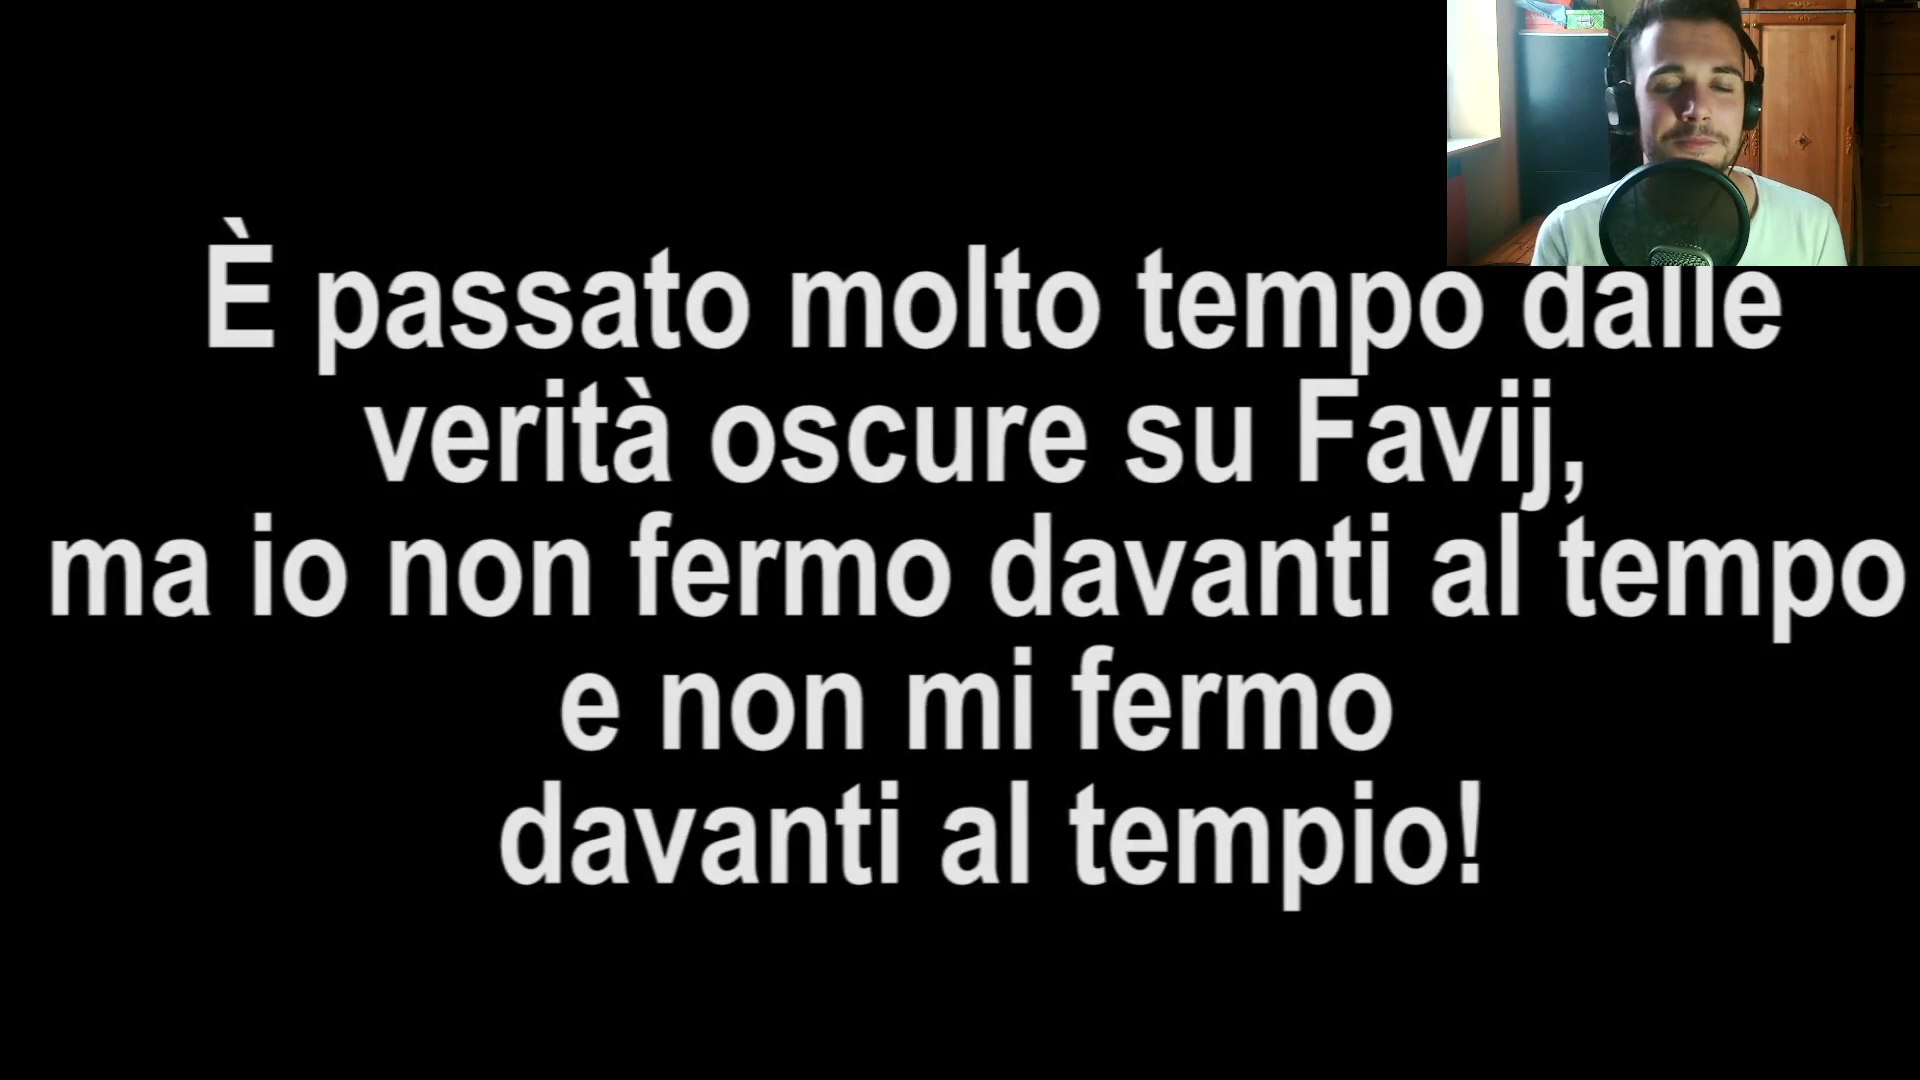 È passato molto tempo dalle
verità oscure su Favij,
ma io non fermo davanti al tempo
e non mi fermo
davanti al tempio!